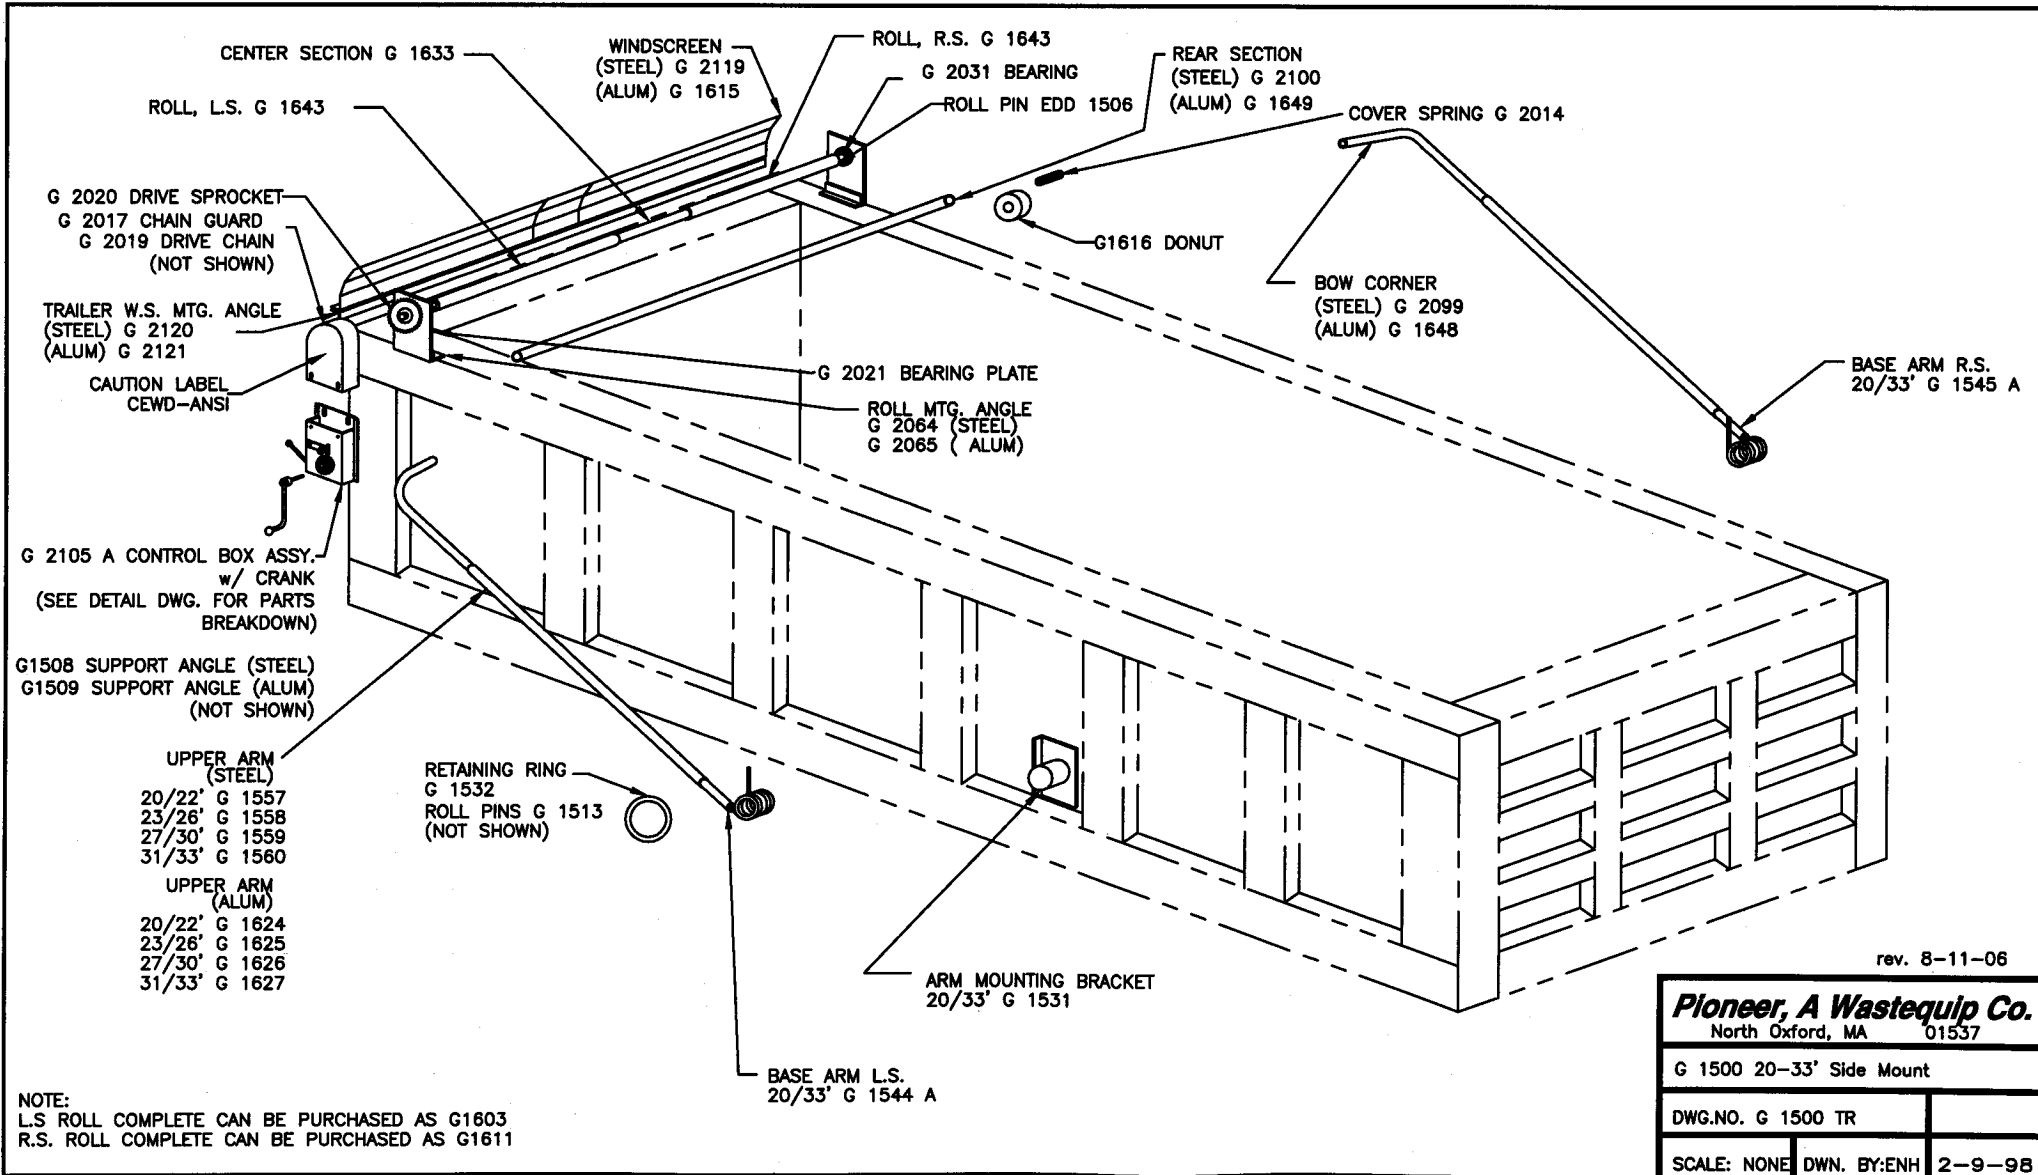 CENTER SECTION G 1633
ROLL, L.S. G 1643
WINDSCREEN
(STEEL) G 2119
(ALUM) G 1615
ROLL, R.S. G 1643
G 2031 BEARING
ROLL PIN EDD 1506
REAR SECTION
(STEEL) G 2100
(ALUM) G 1649
COVER SPRING G 2014
G1616 DONUT
BOW CORNER
(STEEL) G 2099
(ALUM) G 1648
BASE ARM R.S.
20/33' G 1545 A
G 2020 DRIVE SPROCKET
G 2017 CHAIN GUARD
G 2019 DRIVE CHAIN
(NOT SHOWN)
TRAILER W.S. MTG. ANGLE
(STEEL) G 2120
(ALUM) G 2121
CAUTION LABEL
CEWD-ANSI
G 2021 BEARING PLATE
ROLL MTG. ANGLE
G 2064 (STEEL)
G 2065 ( ALUM)
G 2105 A CONTROL BOX ASSY.
w/ CRANK
(SEE DETAIL DWG. FOR PARTS
BREAKDOWN)
G1508 SUPPORT ANGLE (STEEL)
G1509 SUPPORT ANGLE (ALUM)
(NOT SHOWN)
UPPER ARM
(STEEL)
20/22' G 1557
23/26' G 1558
27/30' G 1559
31/33' G 1560
UPPER ARM
(ALUM)
20/22' G 1624
23/26' G 1625
27/30' G 1626
31/33' G 1627
RETAINING RING
G 1532
ROLL PINS G 1513
(NOT SHOWN)
ARM MOUNTING BRACKET
20/33' G 1531
BASE ARM L.S.
20/33' G 1544 A
NOTE:
L.S ROLL COMPLETE CAN BE PURCHASED AS G1603
R.S. ROLL COMPLETE CAN BE PURCHASED AS G1611
rev. 8-11-06
Pioneer, A Wastequip Co.
North Oxford, MA 01537
G 1500 20-33' Side Mount
DWG.NO. G 1500 TR
SCALE: NONE DWN. BY:ENH 2-9-98